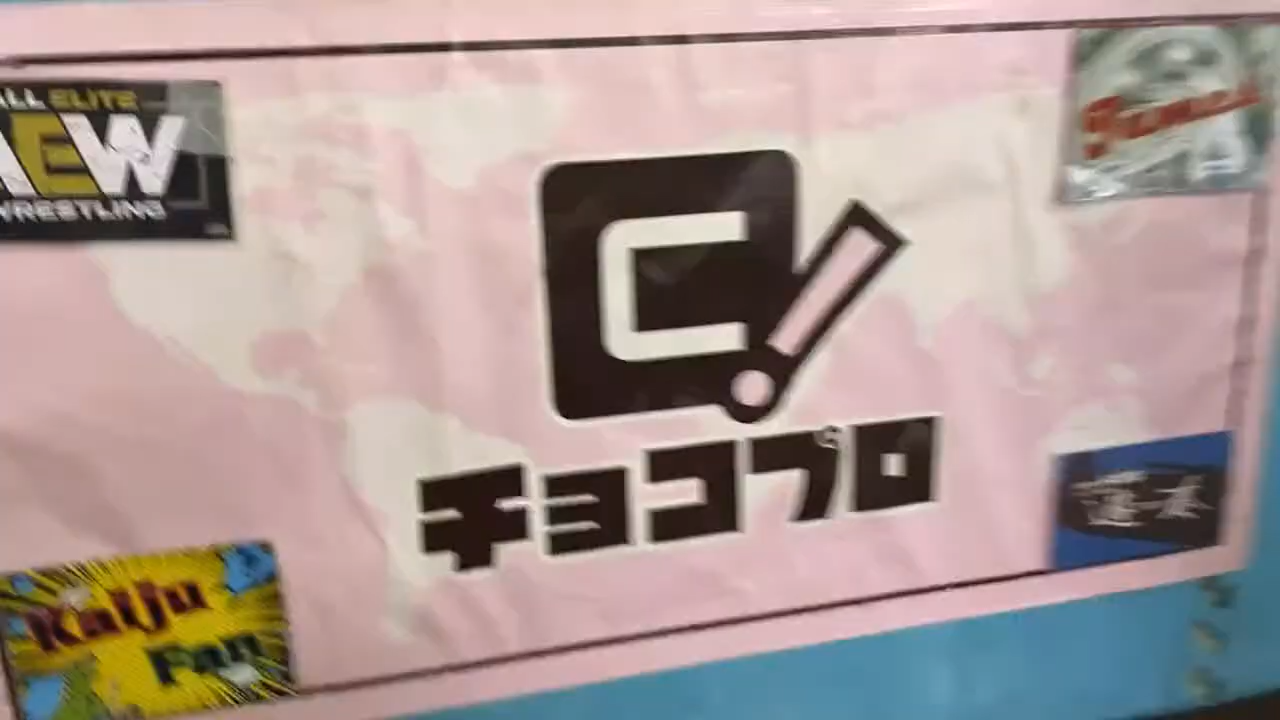 ALL ELITE
AEW
WRESTLING
C!
チョコプロ
Kaiju
Fan